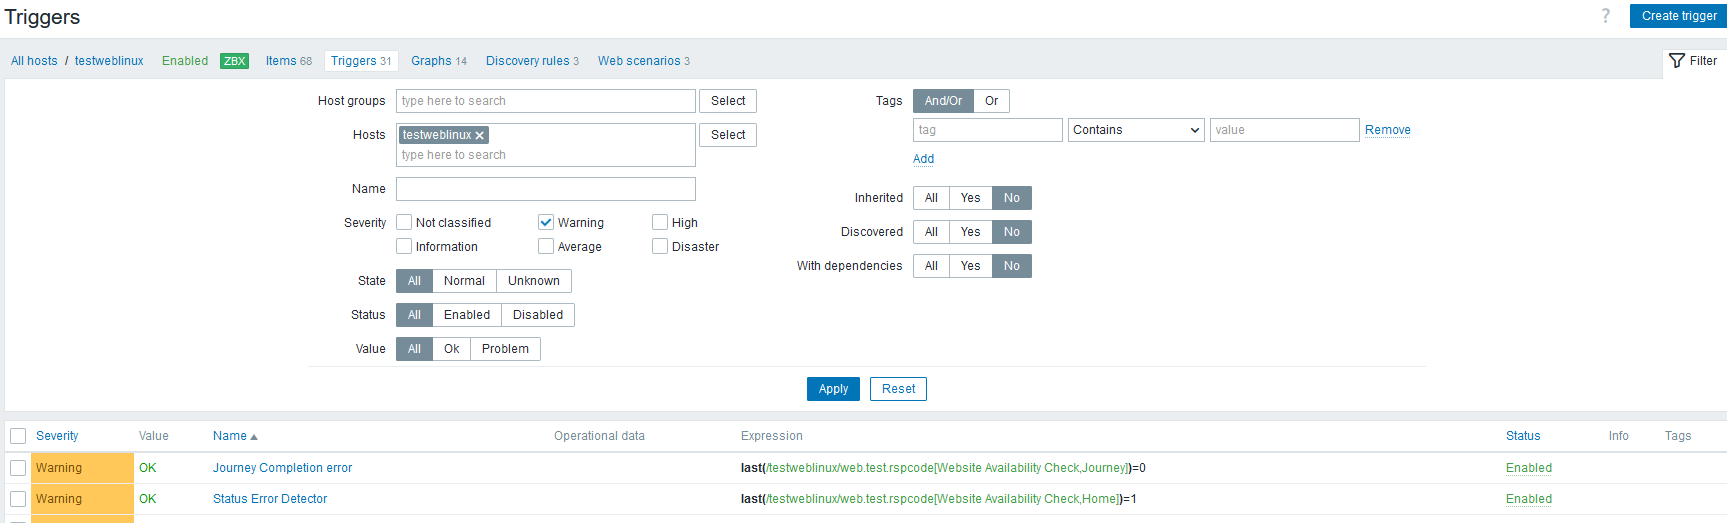 Triggers
? Create trigger
All hosts / testweblinux Enabled ZBX Items 68 Triggers 31 Graphs 14 Discovery rules 3 Web scenarios 3 Filter
Host groups type here to search Select
Hosts testweblinux Select
type here to search
Name
Severity Not classified Warning High
Information Average Disaster
State All Normal Unknown
Status All Enabled Disabled
Value All Ok Problem
Tags And/Or Or
tag Contains value Remove
Add
Inherited All Yes No
Discovered All Yes No
With dependencies All Yes No
Apply Reset
Severity Value Name Operational data Expression Status Info Tags
Warning OK Journey Completion error last(/testweblinux/web.test.rspcode[Website Availability Check,Journey])=0 Enabled
Warning OK Status Error Detector last(/testweblinux/web.test.rspcode[Website Availability Check,Home])=1 Enabled